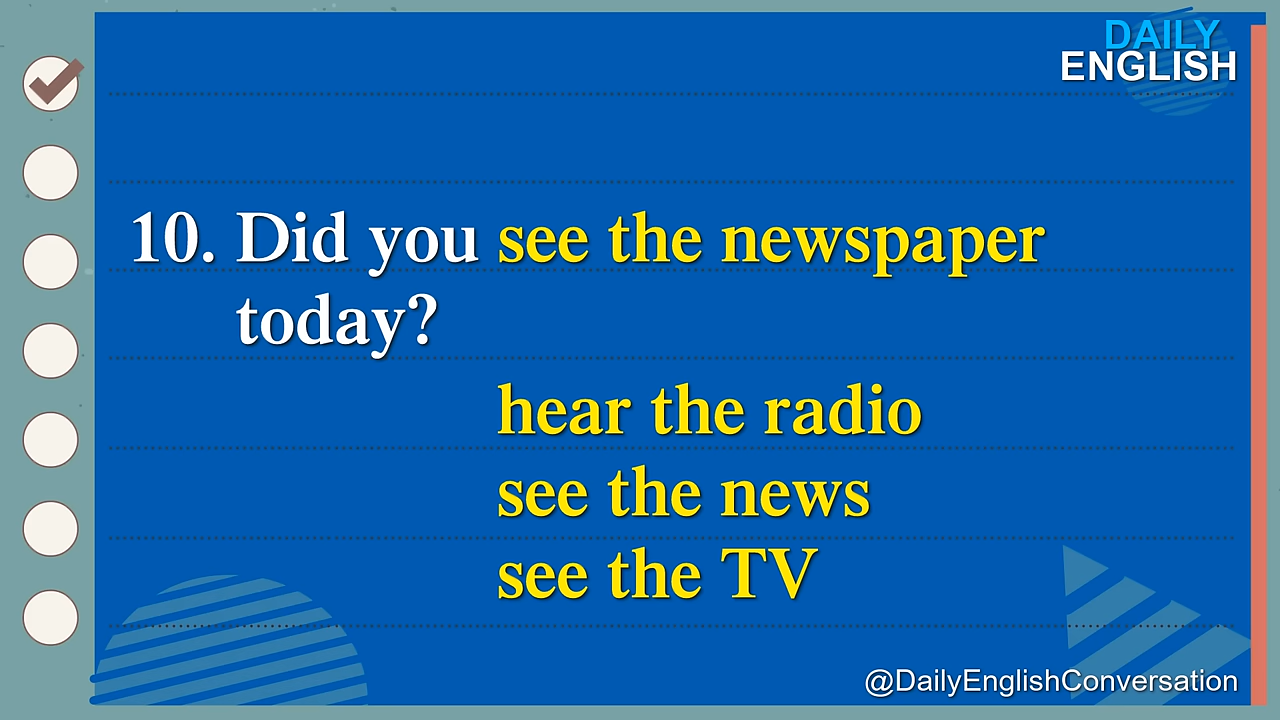 DAILY
ENGLISH
10. Did you see the newspaper
today?
hear the radio
see the news
see the TV
@DailyEnglishConversation